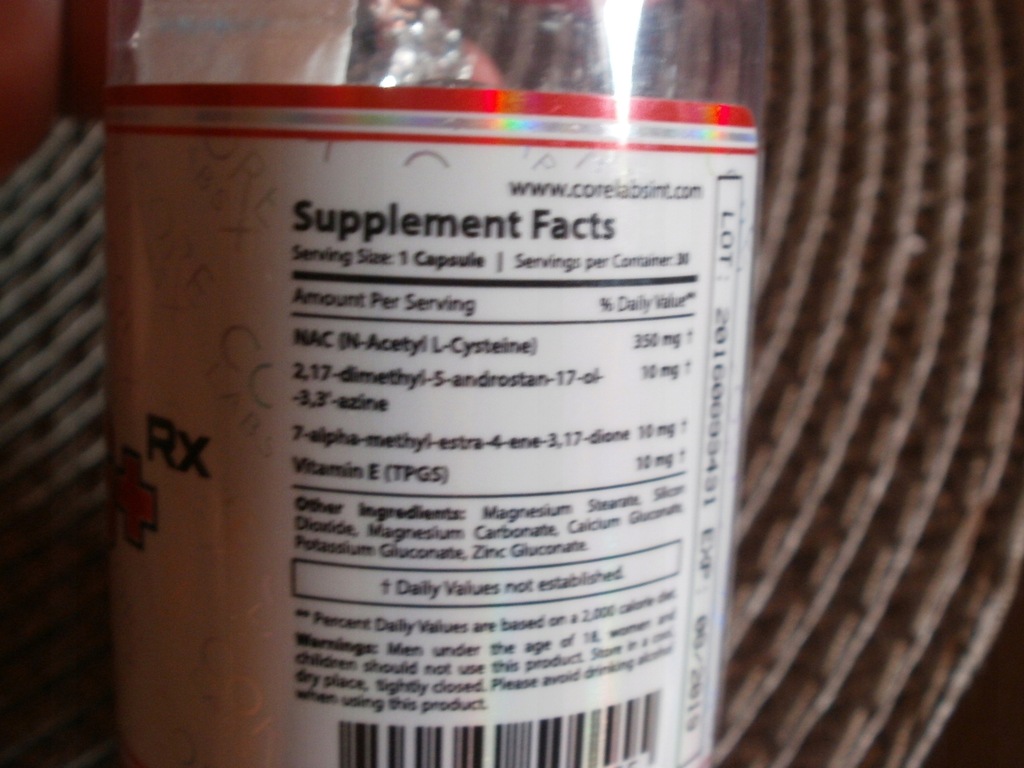 www.corelabsint.com
Supplement Facts
Serving Size: 1 Capsule | Servings per Container: 30
Amount Per Serving % Daily Value**
NAC (N-Acetyl L-Cysteine) 350 mg †
2,17-dimethyl-5-androstan-17-ol- 10 mg †
-3,3'-azine
7-alpha-methyl-estra-4-ene-3,17-dione 10 mg †
Vitamin E (TPGS) 10 mg †
Other Ingredients: Magnesium Stearate, Silicon
Dioxide, Magnesium Carbonate, Calcium Gluconate,
Potassium Gluconate, Zinc Gluconate.
† Daily Values not established.
** Percent Daily Values are based on a 2,000 calorie diet.
Warnings: Men under the age of 18, women and
children should not use this product. Store in a cool,
dry place, tightly closed. Please avoid drinking alcohol
when using this product.
Rx
LOT: EXP: 08/2019